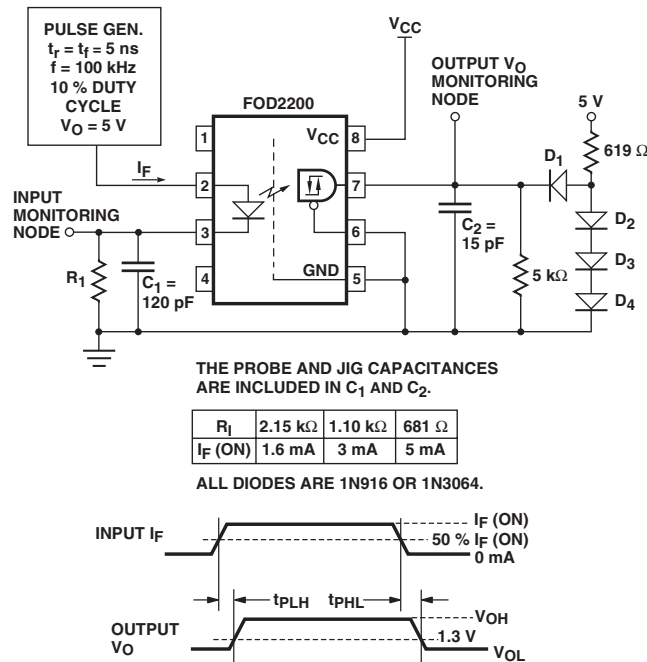 PULSE GEN.
tr = tf = 5 ns
f = 100 kHz
10 % DUTY
CYCLE
VO = 5 V
VCC
OUTPUT VO
MONITORING
NODE
5 V
FOD2200
619 Ω
1
VCC
8
D1
IF
2
7
INPUT
MONITORING
NODE
D2
3
6
C2 =
15 pF
D3
R1
C1 =
120 pF
4
GND
5
5 kΩ
D4
THE PROBE AND JIG CAPACITANCES
ARE INCLUDED IN C1 AND C2.
RI 2.15 kΩ 1.10 kΩ 681 Ω
IF (ON) 1.6 mA 3 mA 5 mA
ALL DIODES ARE 1N916 OR 1N3064.
INPUT IF
IF (ON)
50 % IF (ON)
0 mA
tPLH
tPHL
OUTPUT
VO
VOH
1.3 V
VOL